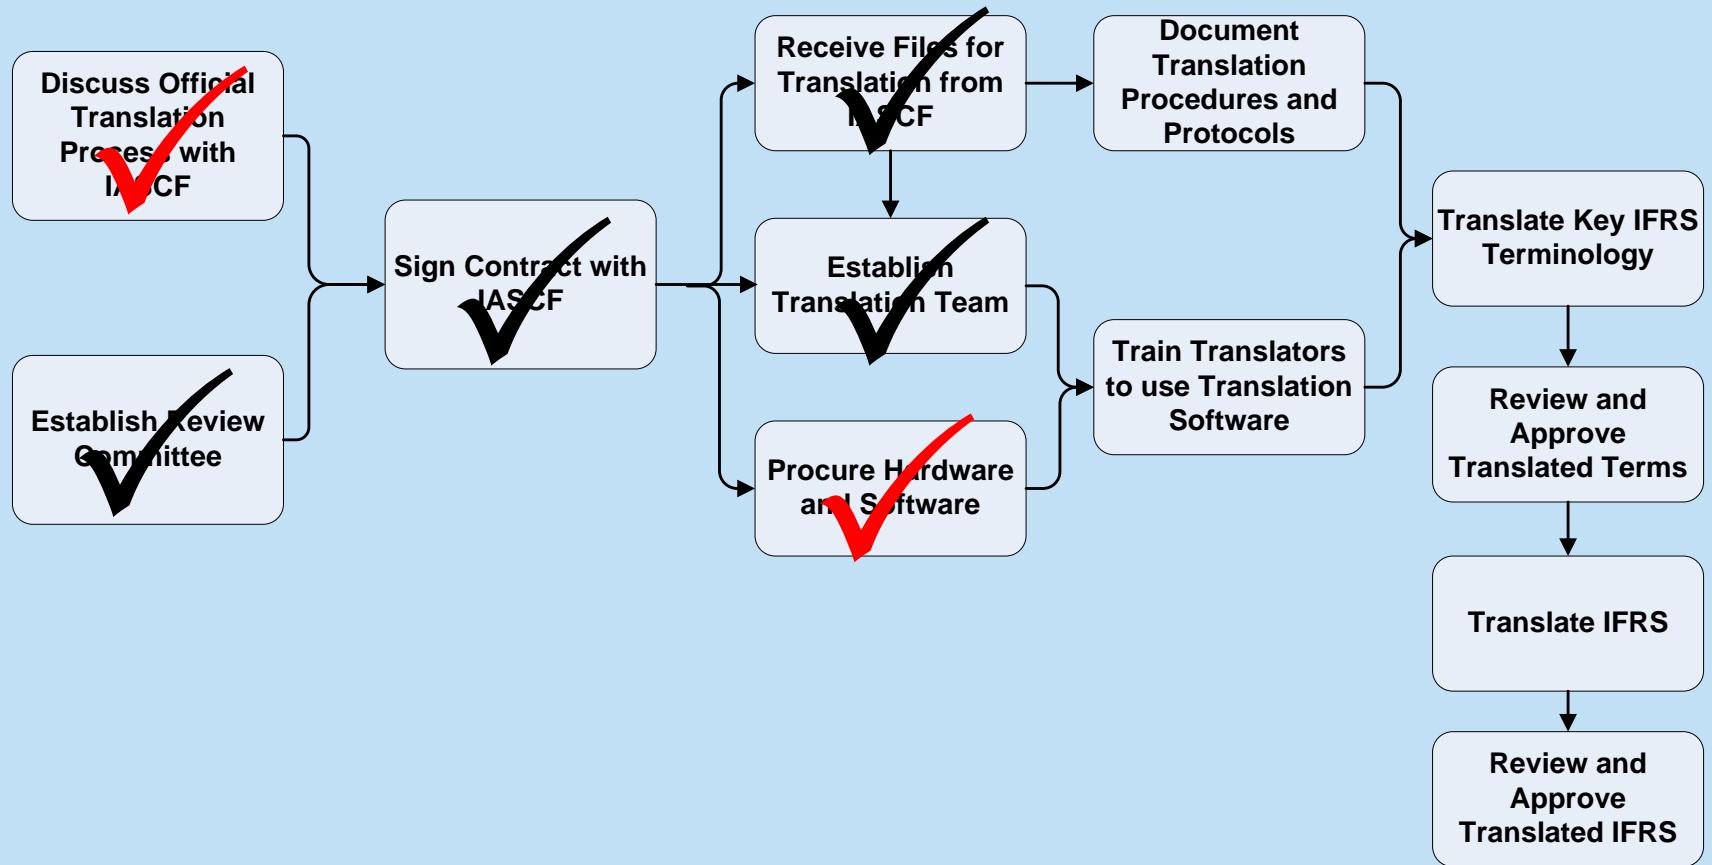 Discuss Official
Translation
Process with
IASCF
Establish Review
Committee
Sign Contract with
IASCF
Receive Files for
Translation from
IASCF
Establish
Translation Team
Procure Hardware
and Software
Document
Translation
Procedures and
Protocols
Train Translators
to use Translation
Software
Translate Key IFRS
Terminology
Review and
Approve
Translated Terms
Translate IFRS
Review and
Approve
Translated IFRS